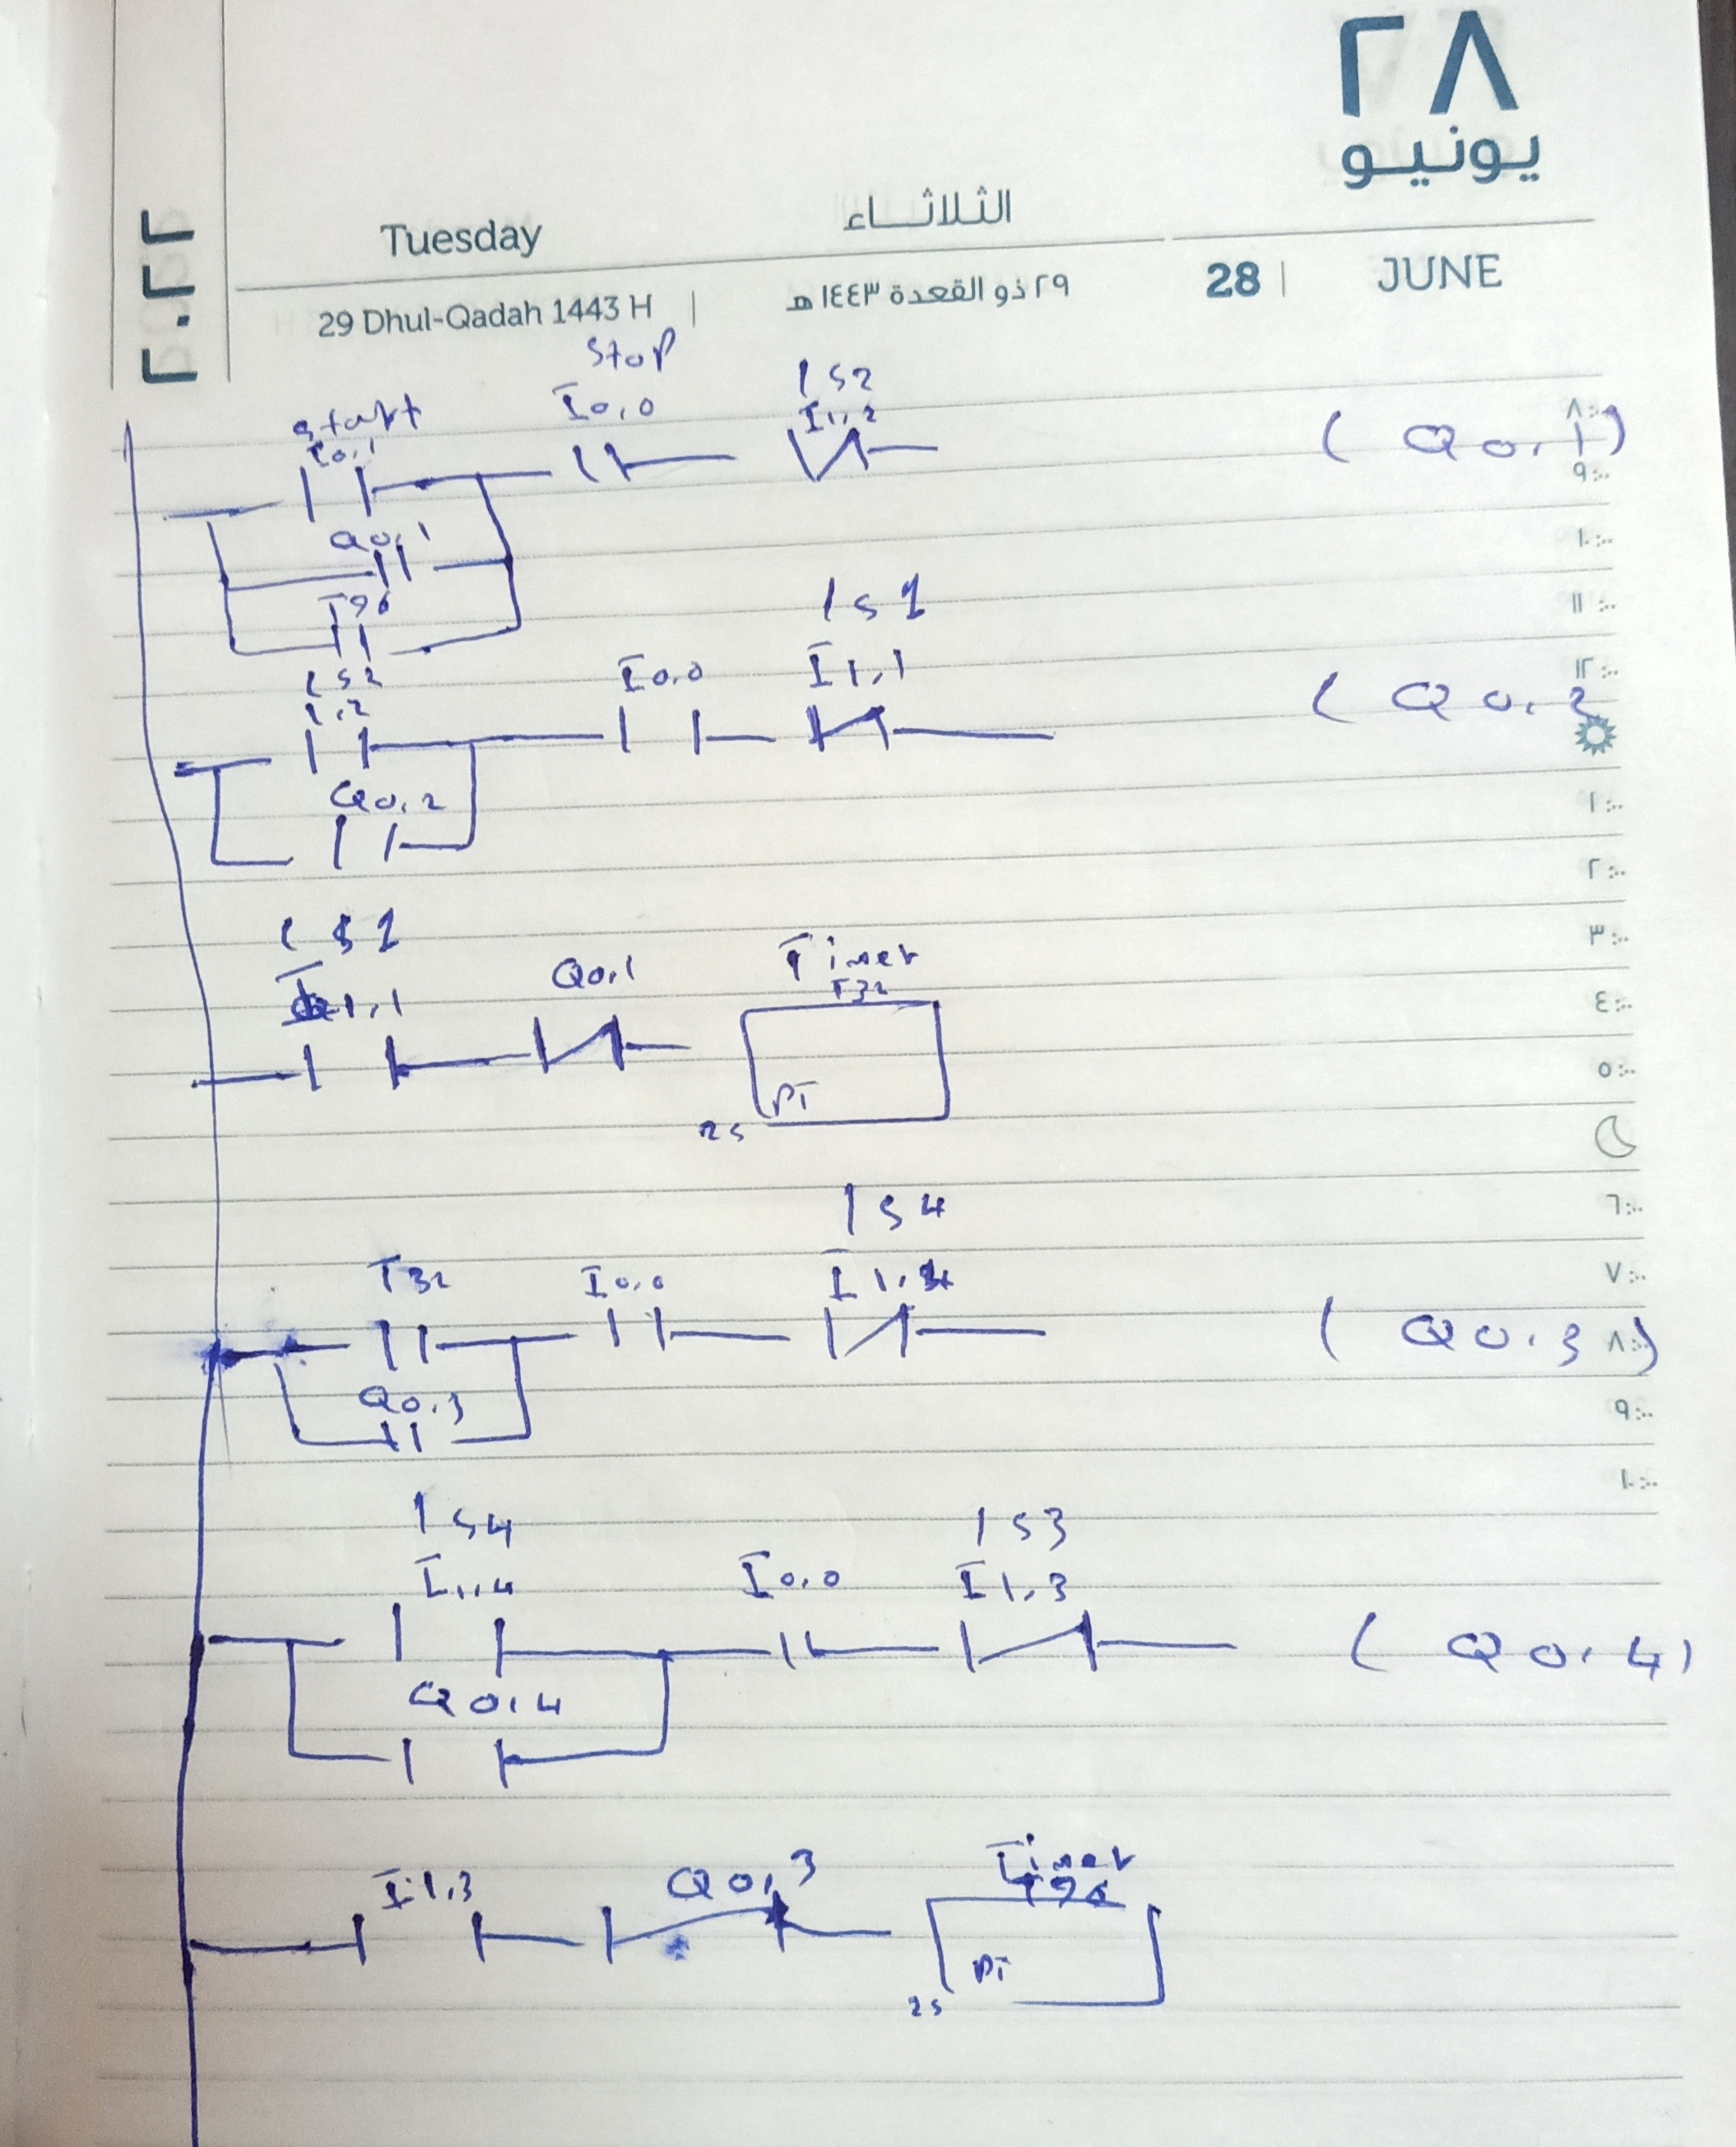 ٢٨
يونيو
٢٠٢٢
Tuesday
الثلاثـــاء
29 Dhul-Qadah 1443 H |
٢٩ ذو القعدة ١٤٤٣ هـ
28 | JUNE
Stop
ls2
start I0,0 I1,2 ٨:٠٠
I0,1 ( Q0,1 )
٩:٠٠
Q0,1
١٠:٠٠
ls1 ١١:٠٠
ls2 I0,0 I1,1 ١٢:٠٠
1,2 ( Q0,2
Q0,2 ١:٠٠
٢:٠٠
ls1 ٣:٠٠
Q0,1 Timer
1,1 T32 ٤:٠٠
٥:٠٠
PT
2s
ls4 ٦:٠٠
T32 I0,0 I1,4 ٧:٠٠
( Q0,3 ) ٨:٠٠
Q0,3 ٩:٠٠
١٠:٠٠
ls4 ls3
I1,4 I0,0 I1,3
( Q0,4 )
Q0,4
I1,3 Q0,3 Timer
PT
2s